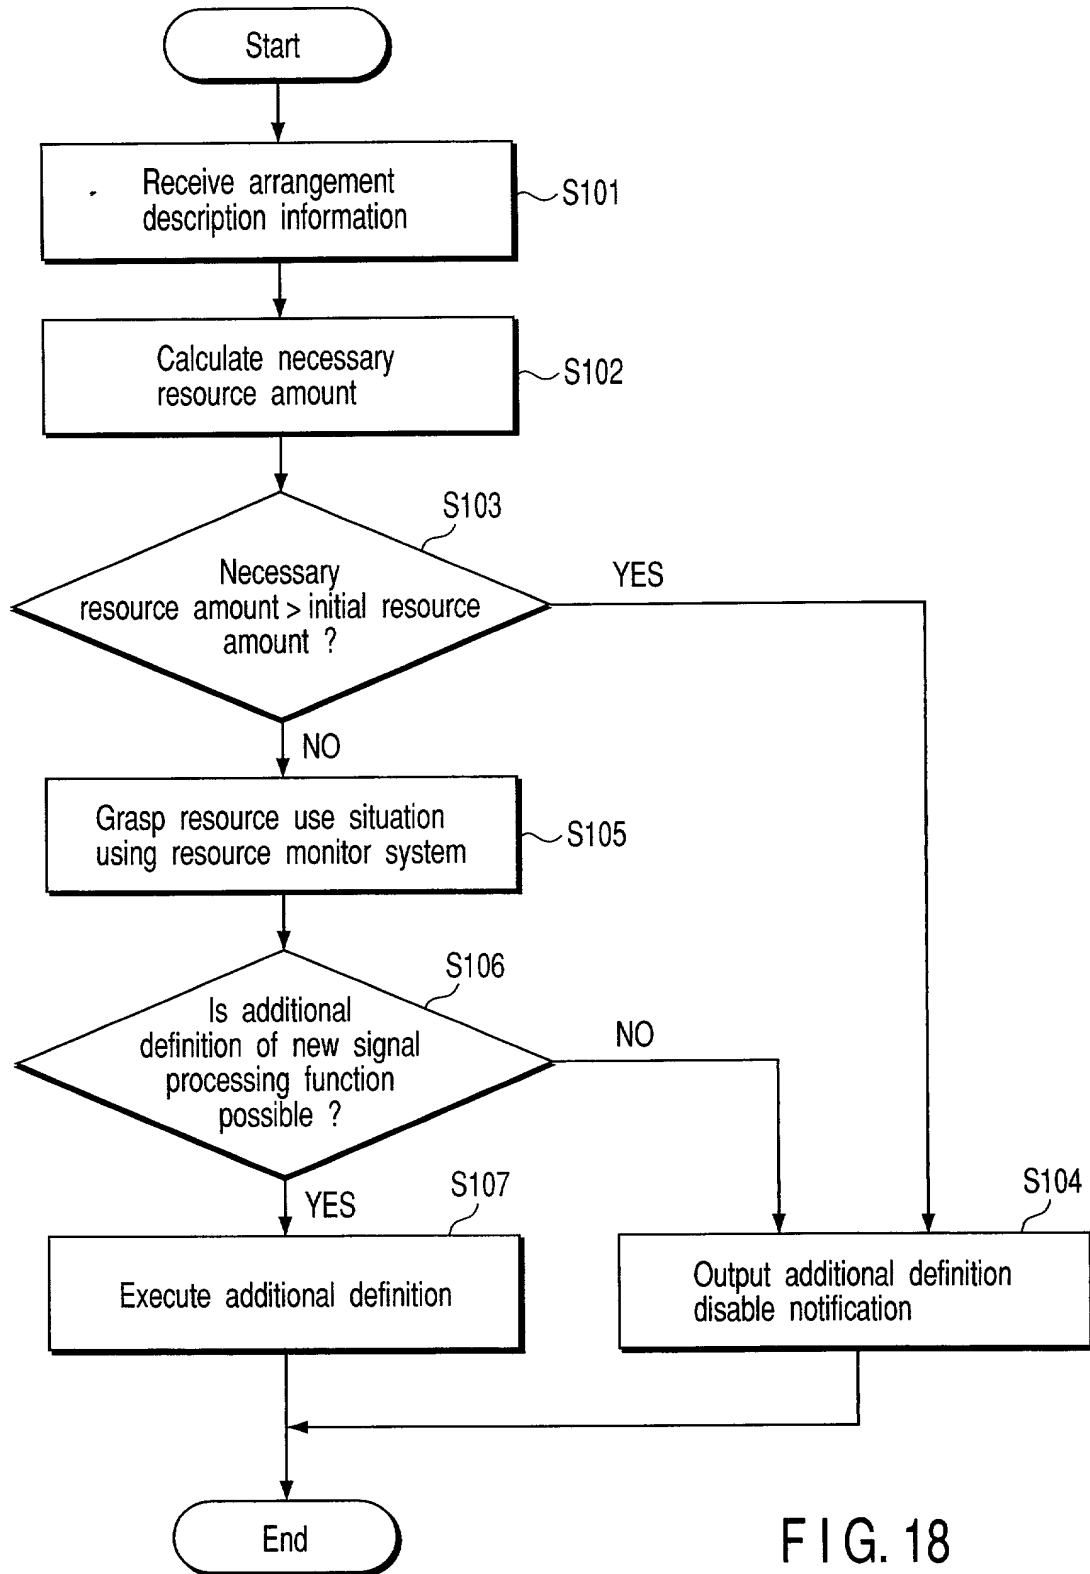 Start
Receive arrangement
description information
S101
Calculate necessary
resource amount
S102
S103
Necessary
resource amount > initial resource
amount ?
YES
NO
Grasp resource use situation
using resource monitor system
S105
S106
Is additional
definition of new signal
processing function
possible ?
NO
YES
S107
Execute additional definition
S104
Output additional definition
disable notification
End
FIG. 18